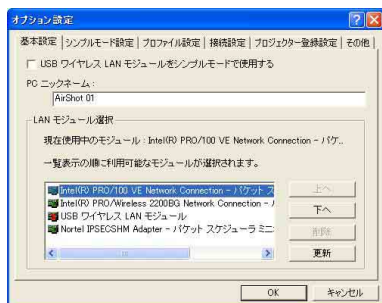 オプション設定
基本設定 シンプルモード設定 プロファイル設定 接続設定 プロジェクター登録設定 その他
USB ワイヤレス LAN モジュールをシンプルモードで使用する
PC ニックネーム :
AirShot 01
LAN モジュール選択
現在使用中のモジュール : Intel(R) PRO/100 VE Network Connection - パケ..
一覧表示の順に利用可能なモジュールが選択されます。
Intel(R) PRO/100 VE Network Connection - パケット ス
Intel(R) PRO/Wireless 2200BG Network Connection - /
USB ワイヤレス LAN モジュール
Nortel IPSECSHM Adapter - パケット スケジューラ ミニ
上へ
下へ
削除
更新
OK キャンセル